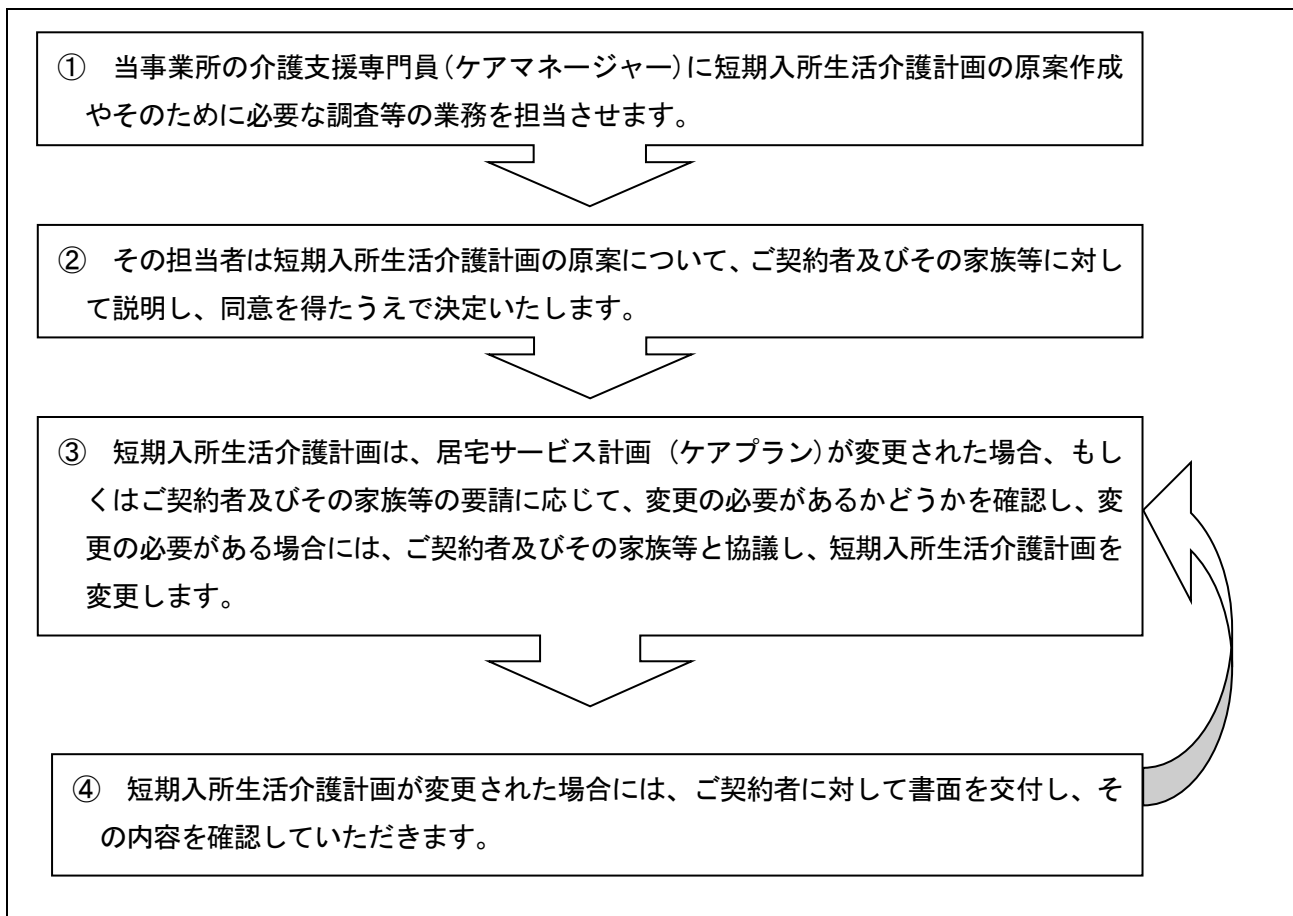 ① 当事業所の介護支援専門員(ケアマネージャー)に短期入所生活介護計画の原案作成
やそのために必要な調査等の業務を担当させます。
② その担当者は短期入所生活介護計画の原案について、ご契約者及びその家族等に対し
て説明し、同意を得たうえで決定いたします。
③ 短期入所生活介護計画は、居宅サービス計画（ケアプラン)が変更された場合、もし
くはご契約者及びその家族等の要請に応じて、変更の必要があるかどうかを確認し、変
更の必要がある場合には、ご契約者及びその家族等と協議し、短期入所生活介護計画を
変更します。
④ 短期入所生活介護計画が変更された場合には、ご契約者に対して書面を交付し、そ
の内容を確認していただきます。